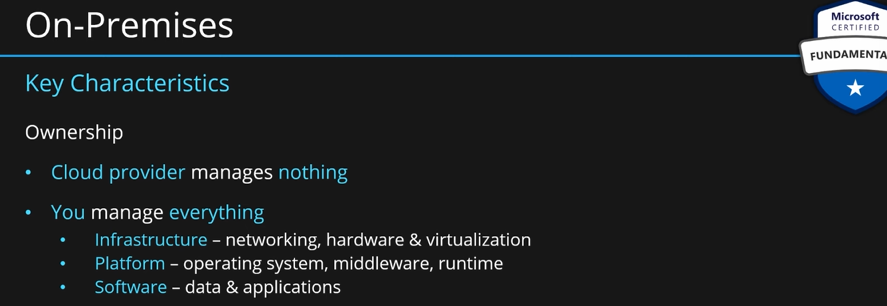 On-Premises
Microsoft
CERTIFIED
FUNDAMENTA
Key Characteristics
Ownership
• Cloud provider manages nothing
• You manage everything
• Infrastructure – networking, hardware & virtualization
• Platform – operating system, middleware, runtime
• Software – data & applications